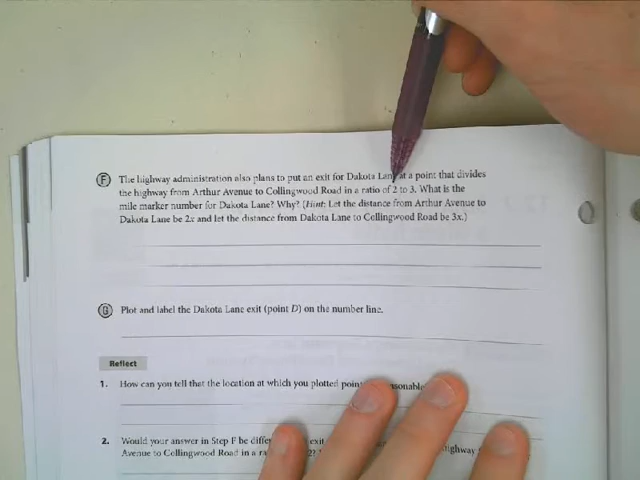 F The highway administration also plans to put an exit for Dakota Lane at a point that divides
the highway from Arthur Avenue to Collingwood Road in a ratio of 2 to 3. What is the
mile marker number for Dakota Lane? Why? (Hint: Let the distance from Arthur Avenue to
Dakota Lane be 2x and let the distance from Dakota Lane to Collingwood Road be 3x.)
G Plot and label the Dakota Lane exit (point D) on the number line.
Reflect
1. How can you tell that the location at which you plotted point
2. Would your answer in Step F be exit highway
Avenue to Collingwood Road in a